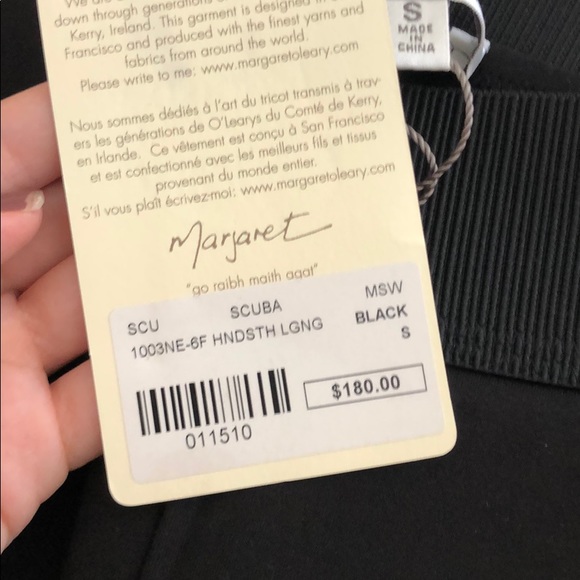 down through generations
Kerry, Ireland. This garment is designed in
Francisco and produced with the finest yarns and
fabrics from around the world.
Please write to me: www.margaretoleary.com
Nous sommes dédiés à l'art du tricot transmis à trav-
ers les générations de O'Learys du Comté de Kerry,
en Irlande. Ce vêtement est conçu à San Francisco
et est confectionné avec les meilleurs fils et tissus
provenant du monde entier.
S'il vous plaît écrivez-moi: www.margaretoleary.com
Margaret
"go raibh maith agat"
SCU SCUBA MSW
1003NE-6F HNDSTH LGNG BLACK
S
$180.00
011510
S
MADE
IN
CHINA